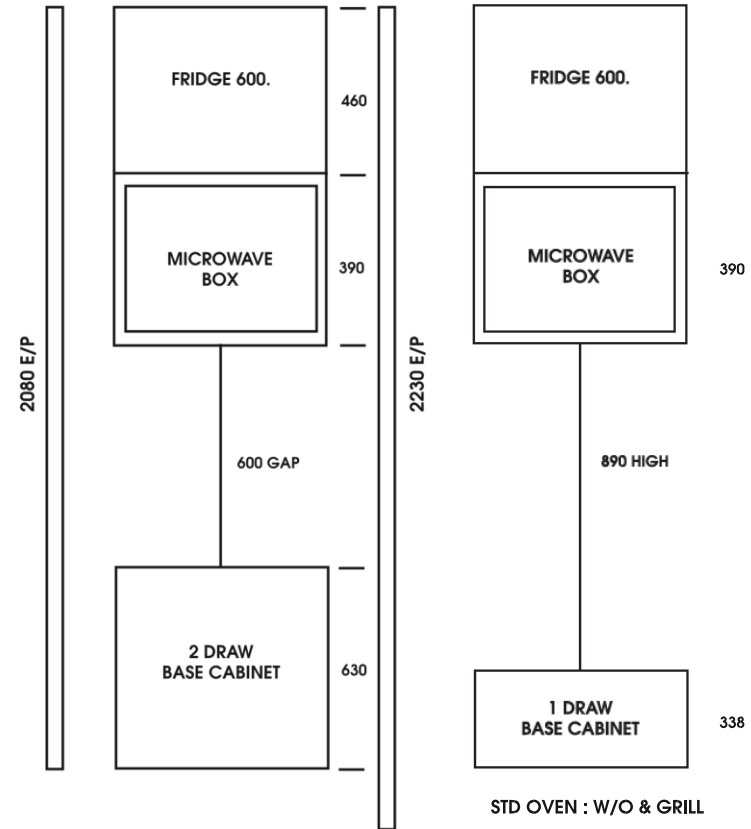 FRIDGE 600.
460
MICROWAVE
BOX
390
2080 E/P
600 GAP
2 DRAW
BASE CABINET
630
2230 E/P
FRIDGE 600.
MICROWAVE
BOX
390
890 HIGH
1 DRAW
BASE CABINET
338
STD OVEN : W/O & GRILL